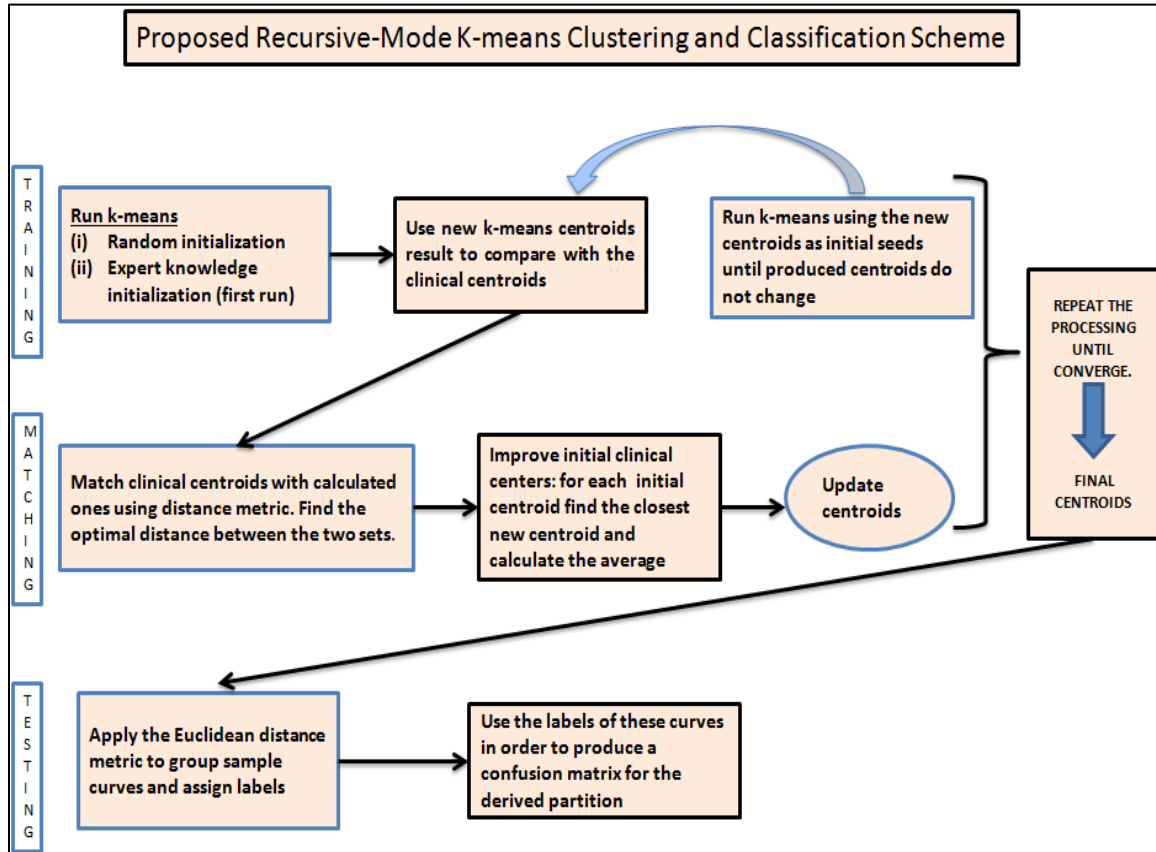 Proposed Recursive-Mode K-means Clustering and Classification Scheme
TRAINING
Run k-means
(i) Random initialization
(ii) Expert knowledge
initialization (first run)
Use new k-means centroids
result to compare with the
clinical centroids
Run k-means using the new
centroids as initial seeds
until produced centroids do
not change
REPEAT THE
PROCESSING
UNTIL
CONVERGE.
FINAL
CENTROIDS
MATCHING
Match clinical centroids with calculated
ones using distance metric. Find the
optimal distance between the two sets.
Improve initial clinical
centers: for each initial
centroid find the closest
new centroid and
calculate the average
Update
centroids
TESTING
Apply the Euclidean distance
metric to group sample
curves and assign labels
Use the labels of these curves
in order to produce a
confusion matrix for the
derived partition